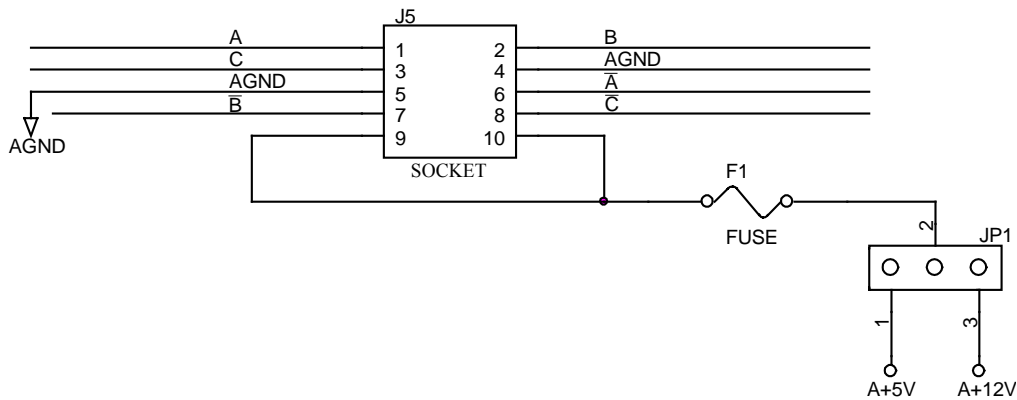 J5
A 1 2 B
C 3 4 AGND
AGND 5 6 A̅
B̅ 7 8 C̅
AGND 9 10
SOCKET
F1
FUSE
2 JP1
1 3
A+5V A+12V